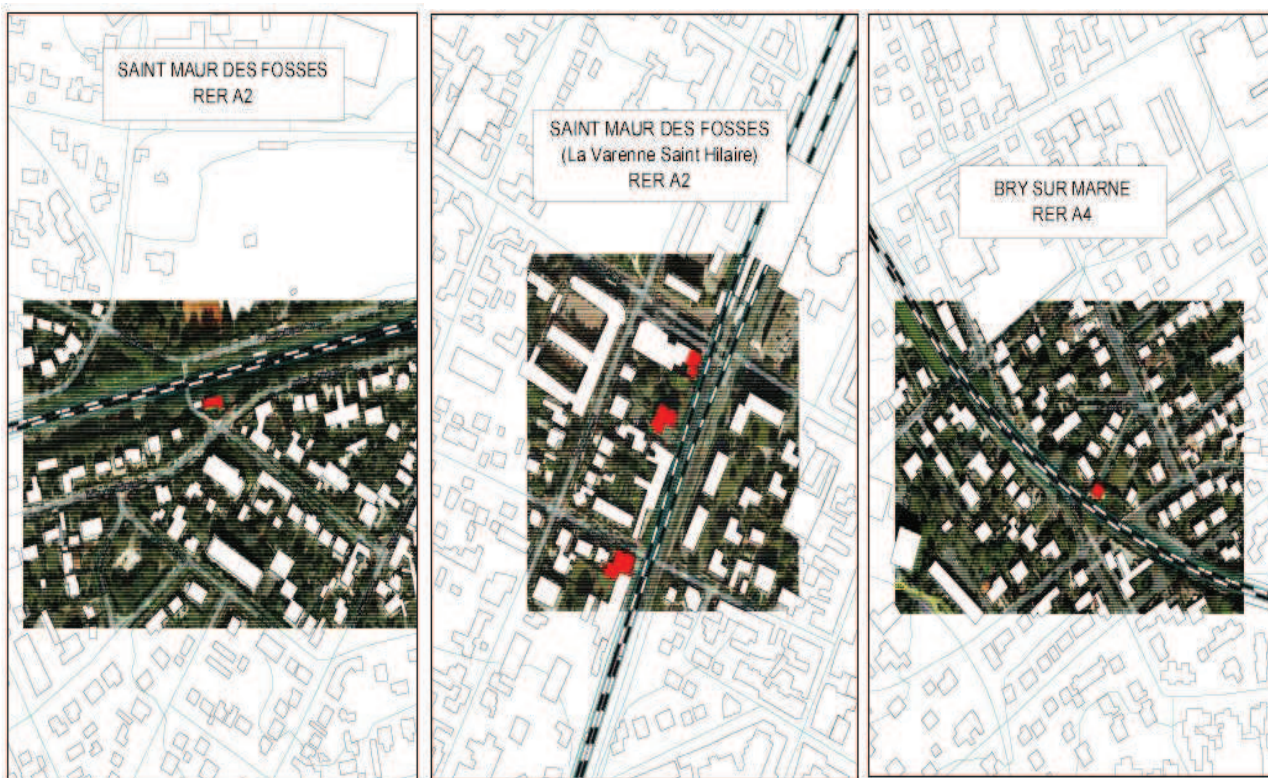 SAINT MAUR DES FOSSES
RER A2
SAINT MAUR DES FOSSES
(La Varenne Saint Hilaire)
RER A2
BRY SUR MARNE
RER A4